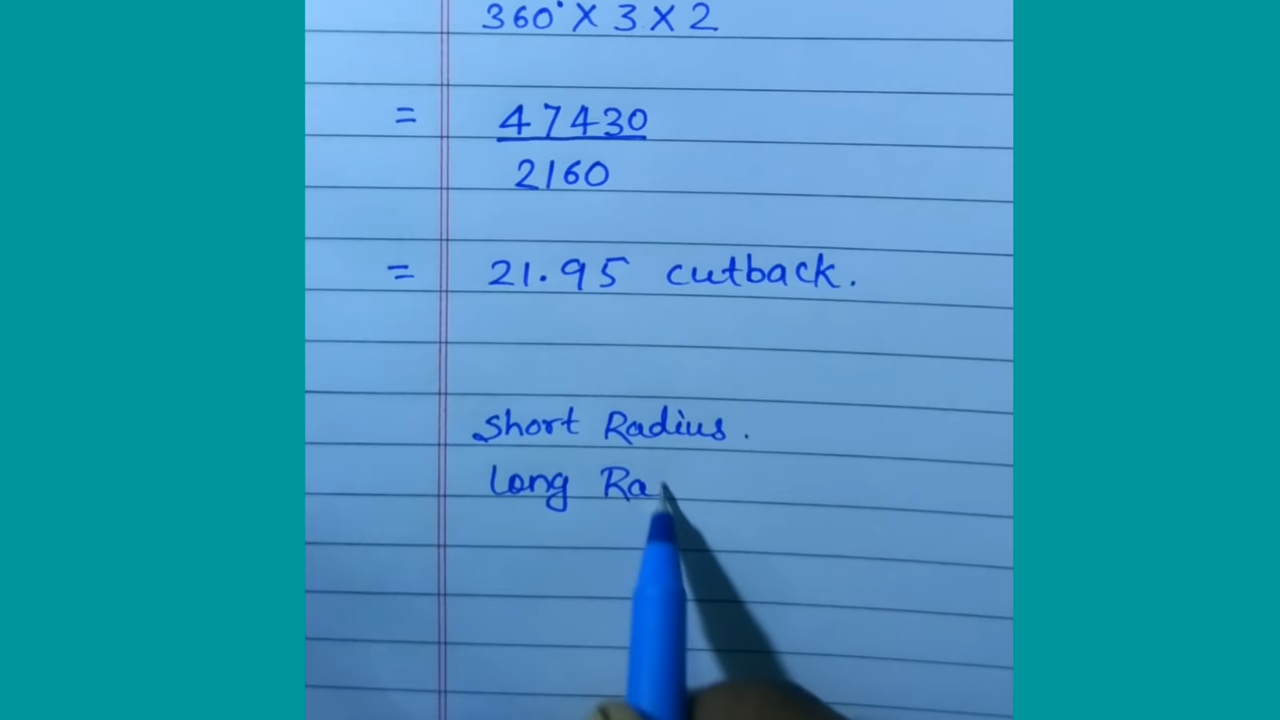 360° X 3 X 2
= 47430
2160
= 21.95 cutback.
Short Radius.
Long Ra